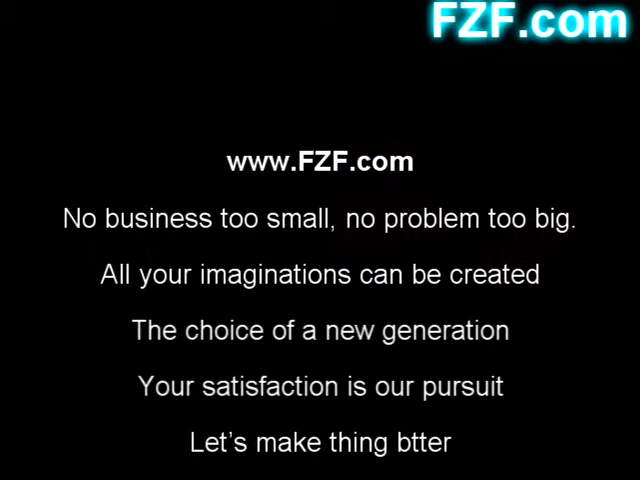 FZF.com
www.FZF.com
No business too small, no problem too big.
All your imaginations can be created
The choice of a new generation
Your satisfaction is our pursuit
Let’s make thing btter